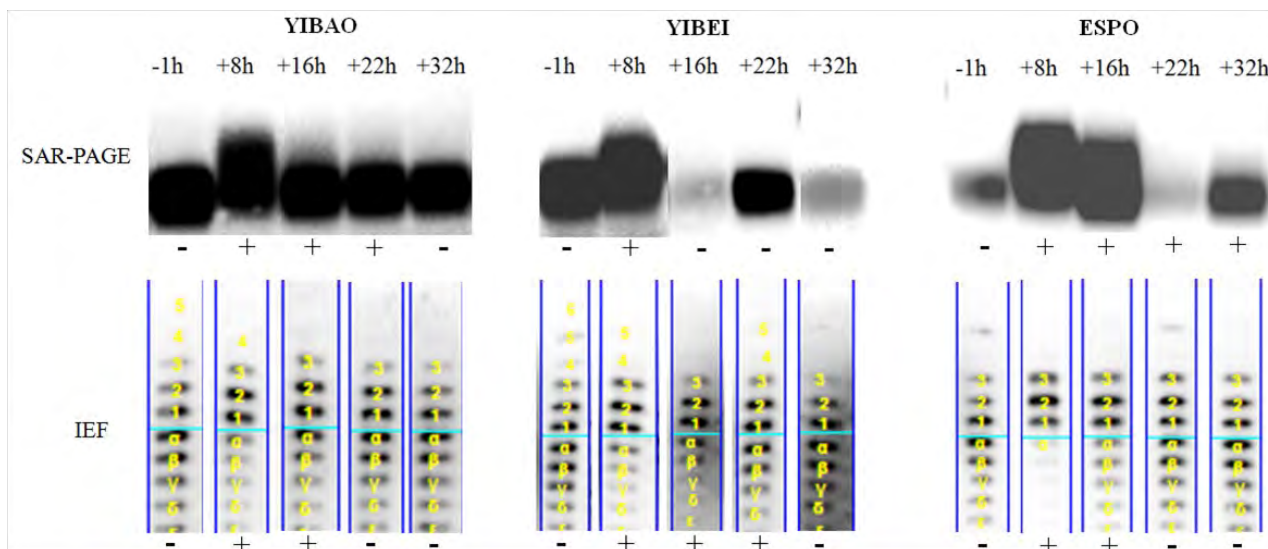 YIBAO YIBEI ESPO
-1h +8h +16h +22h +32h -1h +8h +16h +22h +32h -1h +8h +16h +22h +32h
SAR-PAGE
- + + + - - + - - - - + + + +
IEF
5 4 3 2 1 α β γ δ ε
4 3 2 1 α β γ δ ε
3 2 1 α β γ δ ε
3 2 1 α β γ δ ε
3 2 1 α β γ δ ε
4 3 2 1 α β γ δ
5 4 3 2 1 α β γ δ
3 2 1 α β γ δ ε
5 4 3 2 1 α β γ δ
3 2 1 α β γ δ ε
3 2 1 α β γ δ ε
3 2 1 α
3 2 1 α β γ δ ε
3 2 1 α β γ δ ε
3 2 1 α β γ δ ε
- + + - - - + + + - - + + - -